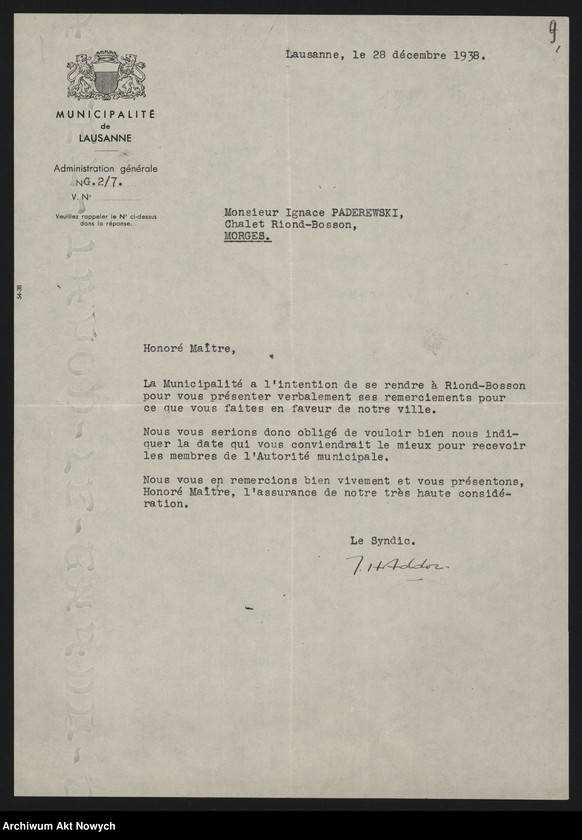 9
Lausanne, le 28 décembre 1938.
MUNICIPALITÉ
de
LAUSANNE
Administration générale
NG.2/7.
V. N°
Veuillez rappeler le N° ci-dessus
dans la réponse.
Monsieur Ignace PADEREWSKI,
Chalet Riond-Bosson,
MORGES.
Honoré Maître,
La Municipalité a l'intention de se rendre à Riond-Bosson
pour vous présenter verbalement ses remerciements pour
ce que vous faites en faveur de notre ville.
Nous vous serions donc obligé de vouloir bien nous indi-
quer la date qui vous conviendrait le mieux pour recevoir
les membres de l'Autorité municipale.
Nous vous en remercions bien vivement et vous présentons,
Honoré Maître, l'assurance de notre très haute considé-
ration.
Le Syndic.
Archiwum Akt Nowych